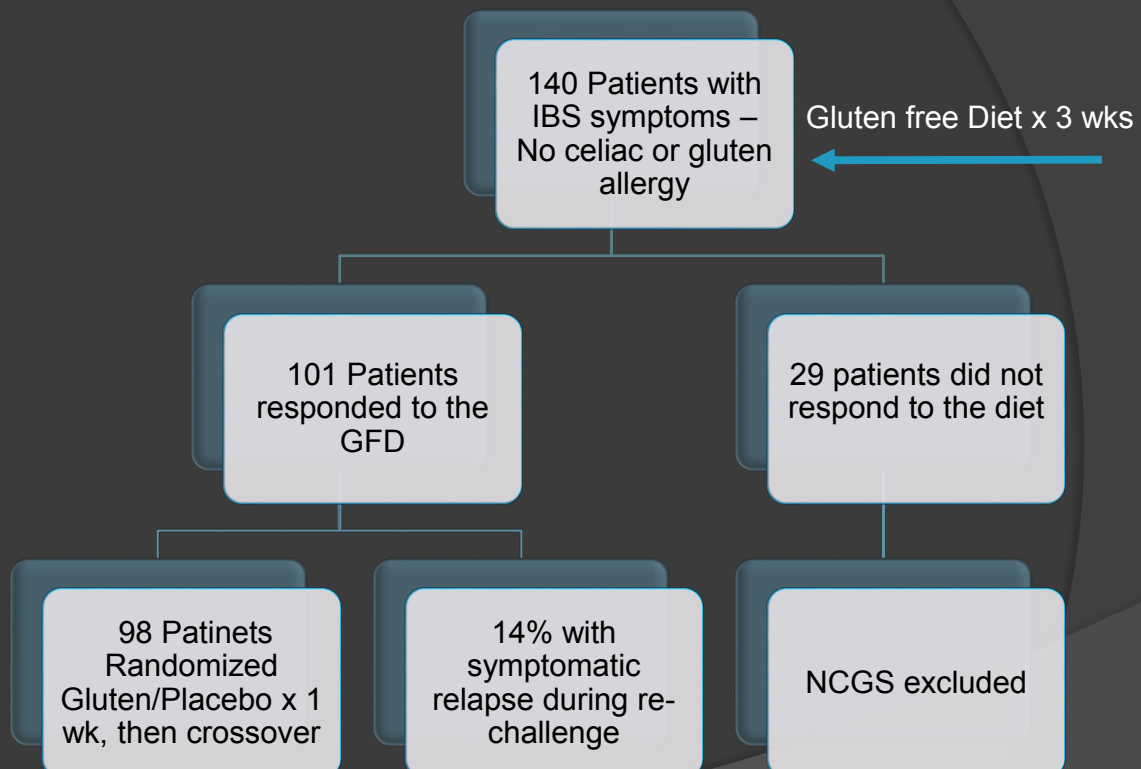 140 Patients with
IBS symptoms –
No celiac or gluten
allergy
Gluten free Diet x 3 wks
101 Patients
responded to the
GFD
29 patients did not
respond to the diet
98 Patinets
Randomized
Gluten/Placebo x 1
wk, then crossover
14% with
symptomatic
relapse during re-
challenge
NCGS excluded